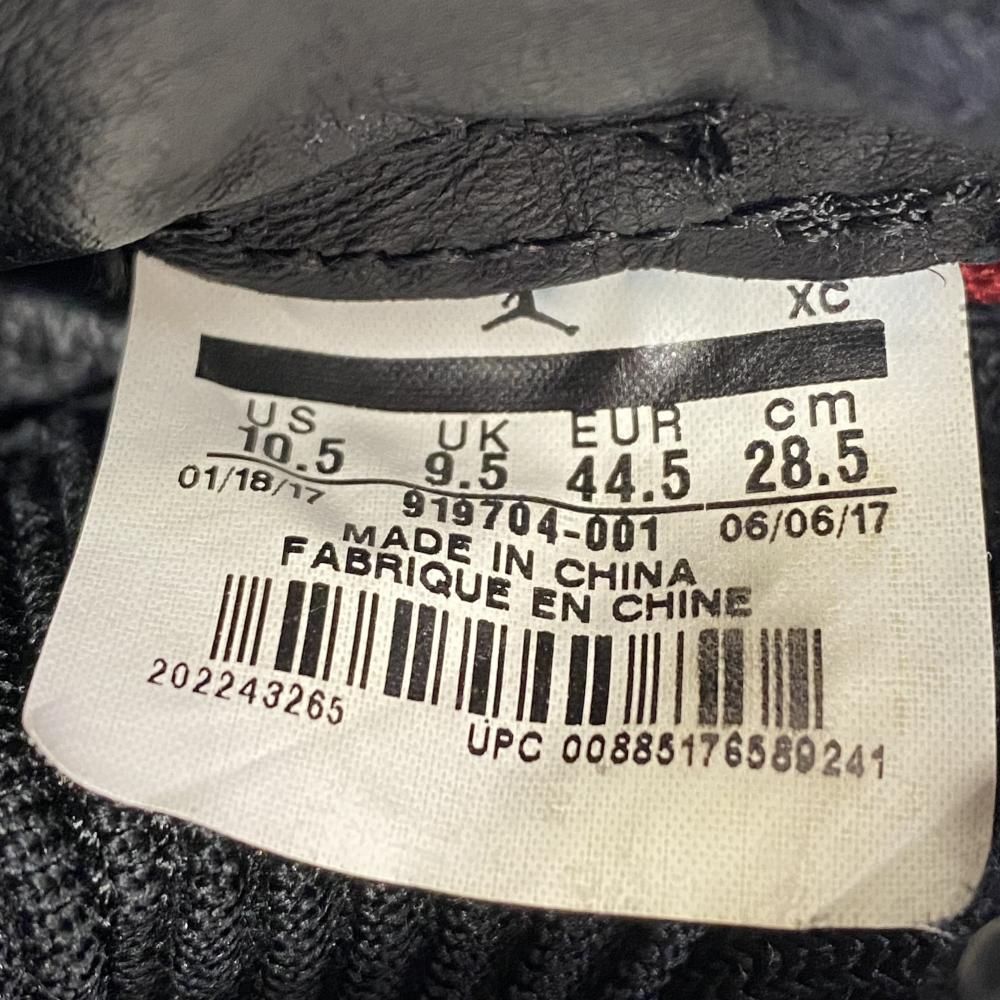 XC
US UK EUR cm
10.5 9.5 44.5 28.5
01/18/17 919704-001 06/06/17
MADE IN CHINA
FABRIQUE EN CHINE
202243265
UPC 00885176589241